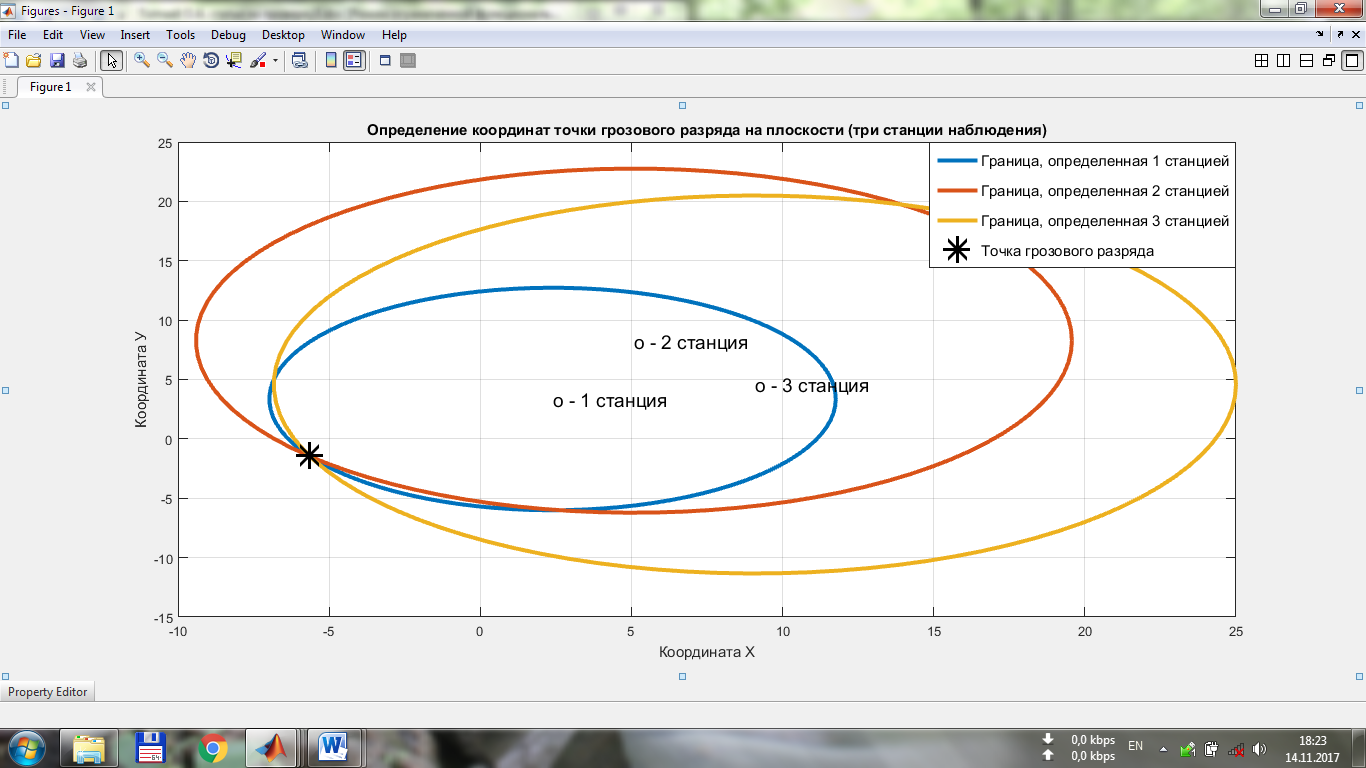 Figures - Figure 1
File Edit View Insert Tools Debug Desktop Window Help
Figure 1
Определение координат точки грозового разряда на плоскости (три станции наблюдения)
Граница, определенная 1 станцией
Граница, определенная 2 станцией
Граница, определенная 3 станцией
Точка грозового разряда
25
20
15
10
5
0
-5
-10
-15
Координата У
o - 2 станция
o - 3 станция
o - 1 станция
-10 -5 0 5 10 15 20 25
Координата Х
Property Editor
64
W
0,0 kbps
0,0 kbps
EN
18:23
14.11.2017